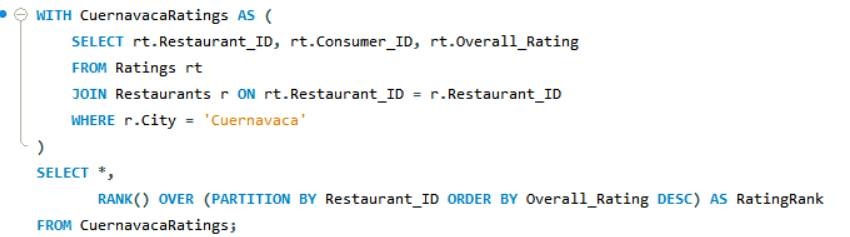 WITH CuernavacaRatings AS (
    SELECT rt.Restaurant_ID, rt.Consumer_ID, rt.Overall_Rating
    FROM Ratings rt
    JOIN Restaurants r ON rt.Restaurant_ID = r.Restaurant_ID
    WHERE r.City = 'Cuernavaca'
)
SELECT *,
       RANK() OVER (PARTITION BY Restaurant_ID ORDER BY Overall_Rating DESC) AS RatingRank
FROM CuernavacaRatings;